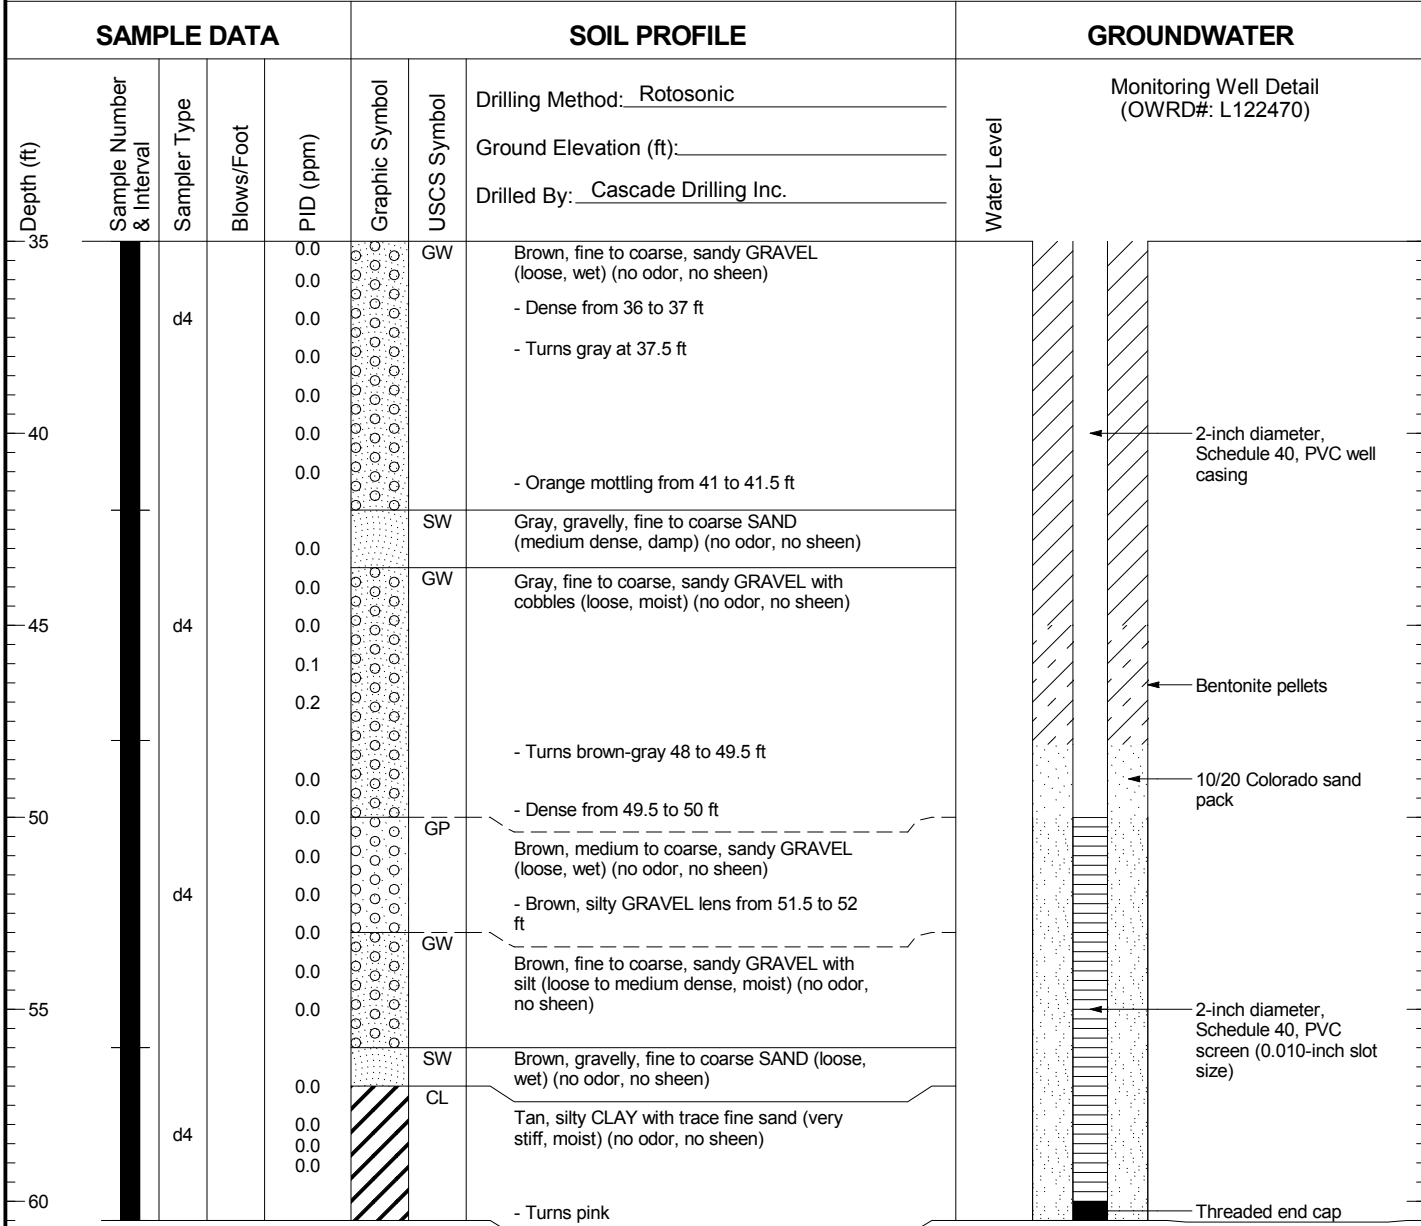 SAMPLE DATA
SOIL PROFILE
GROUNDWATER
Depth (ft)
Sample Number
& Interval
Sampler Type
Blows/Foot
PID (ppm)
Graphic Symbol
USCS Symbol
Drilling Method: Rotosonic
Ground Elevation (ft):
Drilled By: Cascade Drilling Inc.
Water Level
Monitoring Well Detail
(OWRD#: L122470)
35
0.0
GW
Brown, fine to coarse, sandy GRAVEL
(loose, wet) (no odor, no sheen)
0.0
- Dense from 36 to 37 ft
d4
0.0
- Turns gray at 37.5 ft
0.0
0.0
40
0.0
2-inch diameter,
Schedule 40, PVC well
casing
0.0
- Orange mottling from 41 to 41.5 ft
SW
Gray, gravelly, fine to coarse SAND
(medium dense, damp) (no odor, no sheen)
0.0
0.0
GW
Gray, fine to coarse, sandy GRAVEL with
cobbles (loose, moist) (no odor, no sheen)
45
d4
0.0
0.1
Bentonite pellets
0.2
- Turns brown-gray 48 to 49.5 ft
0.0
10/20 Colorado sand
pack
- Dense from 49.5 to 50 ft
50
0.0
GP
Brown, medium to coarse, sandy GRAVEL
(loose, wet) (no odor, no sheen)
0.0
d4
0.0
- Brown, silty GRAVEL lens from 51.5 to 52
ft
0.0
GW
Brown, fine to coarse, sandy GRAVEL with
silt (loose to medium dense, moist) (no odor,
no sheen)
0.0
55
0.0
2-inch diameter,
Schedule 40, PVC
screen (0.010-inch slot
size)
SW
Brown, gravelly, fine to coarse SAND (loose,
wet) (no odor, no sheen)
0.0
CL
Tan, silty CLAY with trace fine sand (very
stiff, moist) (no odor, no sheen)
0.0
d4
0.0
0.0
60
- Turns pink
Threaded end cap